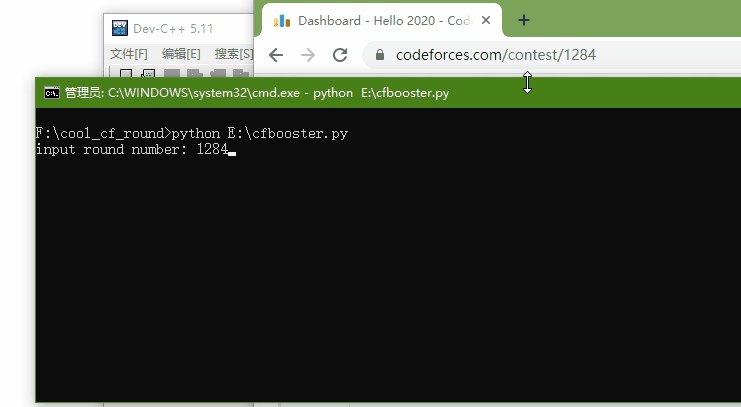 Dev-C++ 5.11
文件[F] 编辑[E] 搜索[S]
Dashboard - Hello 2020 - Cod
codeforces.com/contest/1284
管理员: C:\WINDOWS\system32\cmd.exe - python  E:\cfbooster.py
F:\cool_cf_round>python E:\cfbooster.py
input round number: 1284